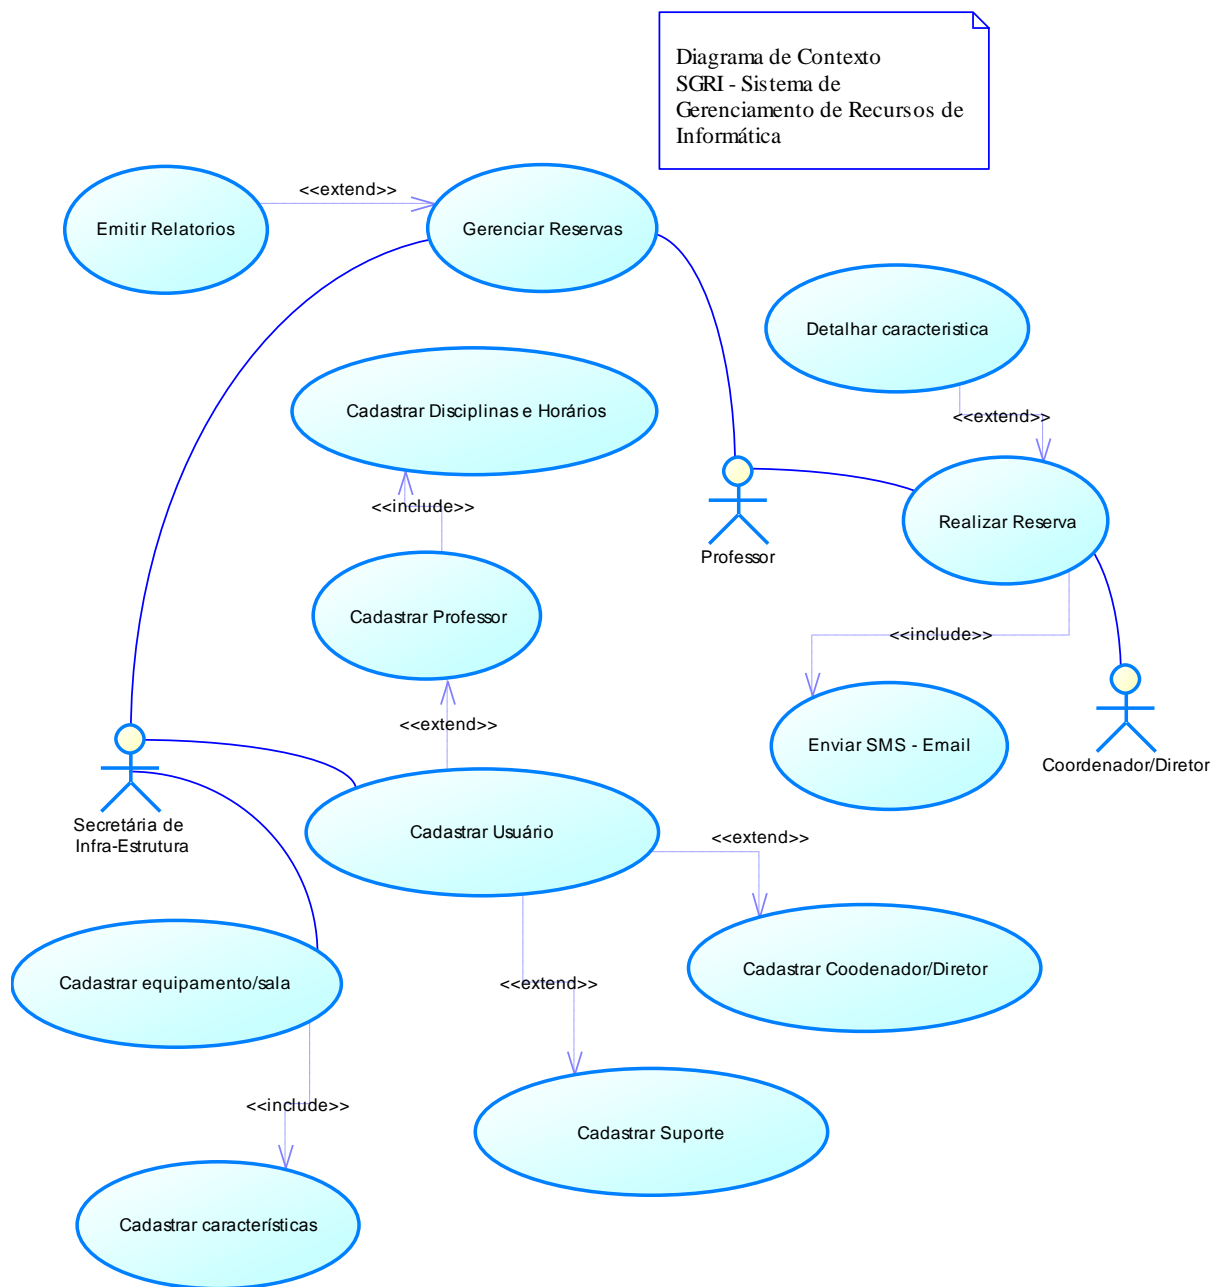 Diagrama de Contexto
SGRI - Sistema de
Gerenciamento de Recursos de
Informática
<<extend>>
Emitir Relatorios
Gerenciar Reservas
Detalhar caracteristica
Cadastrar Disciplinas e Horários
<<extend>>
<<include>>
Realizar Reserva
Professor
Cadastrar Professor
<<include>>
<<extend>>
Enviar SMS - Email
Coordenador/Diretor
Secretária de
Infra-Estrutura
Cadastrar Usuário
<<extend>>
Cadastrar equipamento/sala
<<extend>>
Cadastrar Coodenador/Diretor
<<include>>
Cadastrar Suporte
Cadastrar características